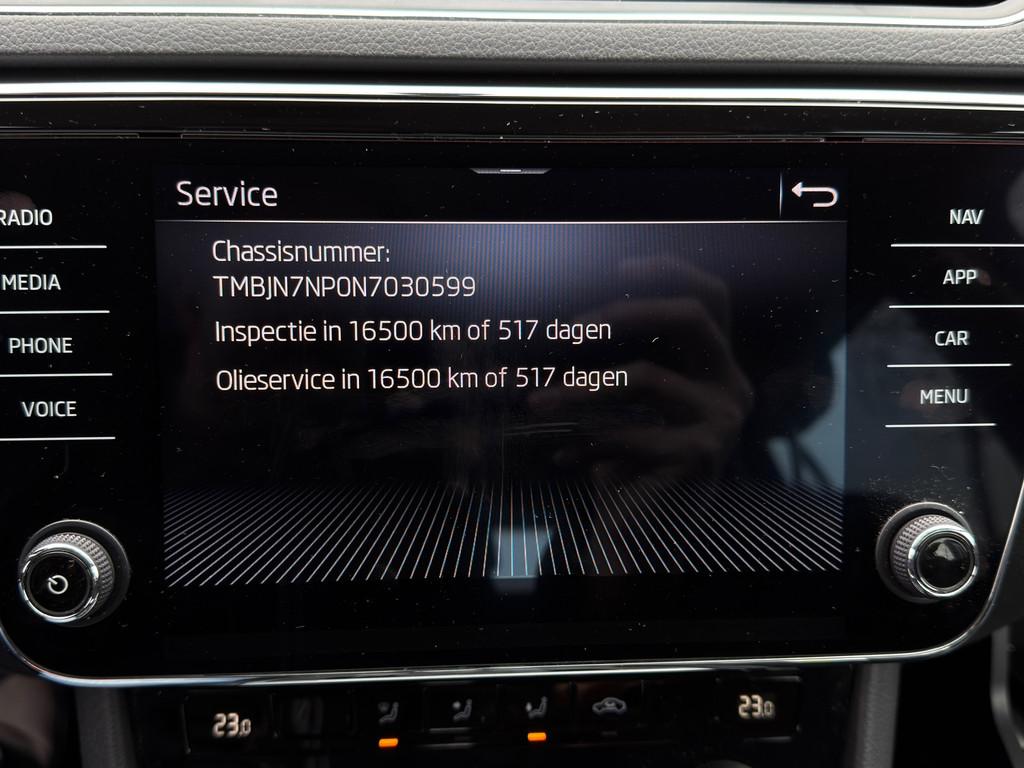 Service
RADIO
MEDIA
PHONE
VOICE
Chassisnummer:
TMBJN7NP0N7030599
Inspectie in 16500 km of 517 dagen
Olieservice in 16500 km of 517 dagen
NAV
APP
CAR
MENU
23.0
23.0